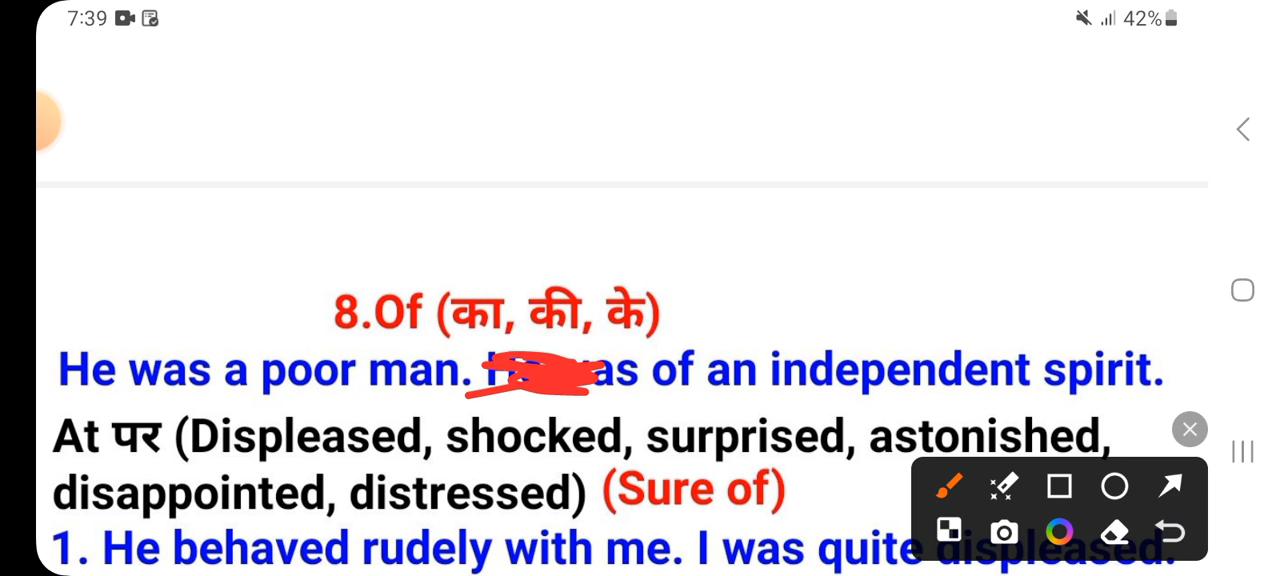 7:39 42%
8.Of (का, की, के)
He was a poor man. as of an independent spirit.
At पर (Displeased, shocked, surprised, astonished,
disappointed, distressed) (Sure of)
1. He behaved rudely with me. I was quite displeased.